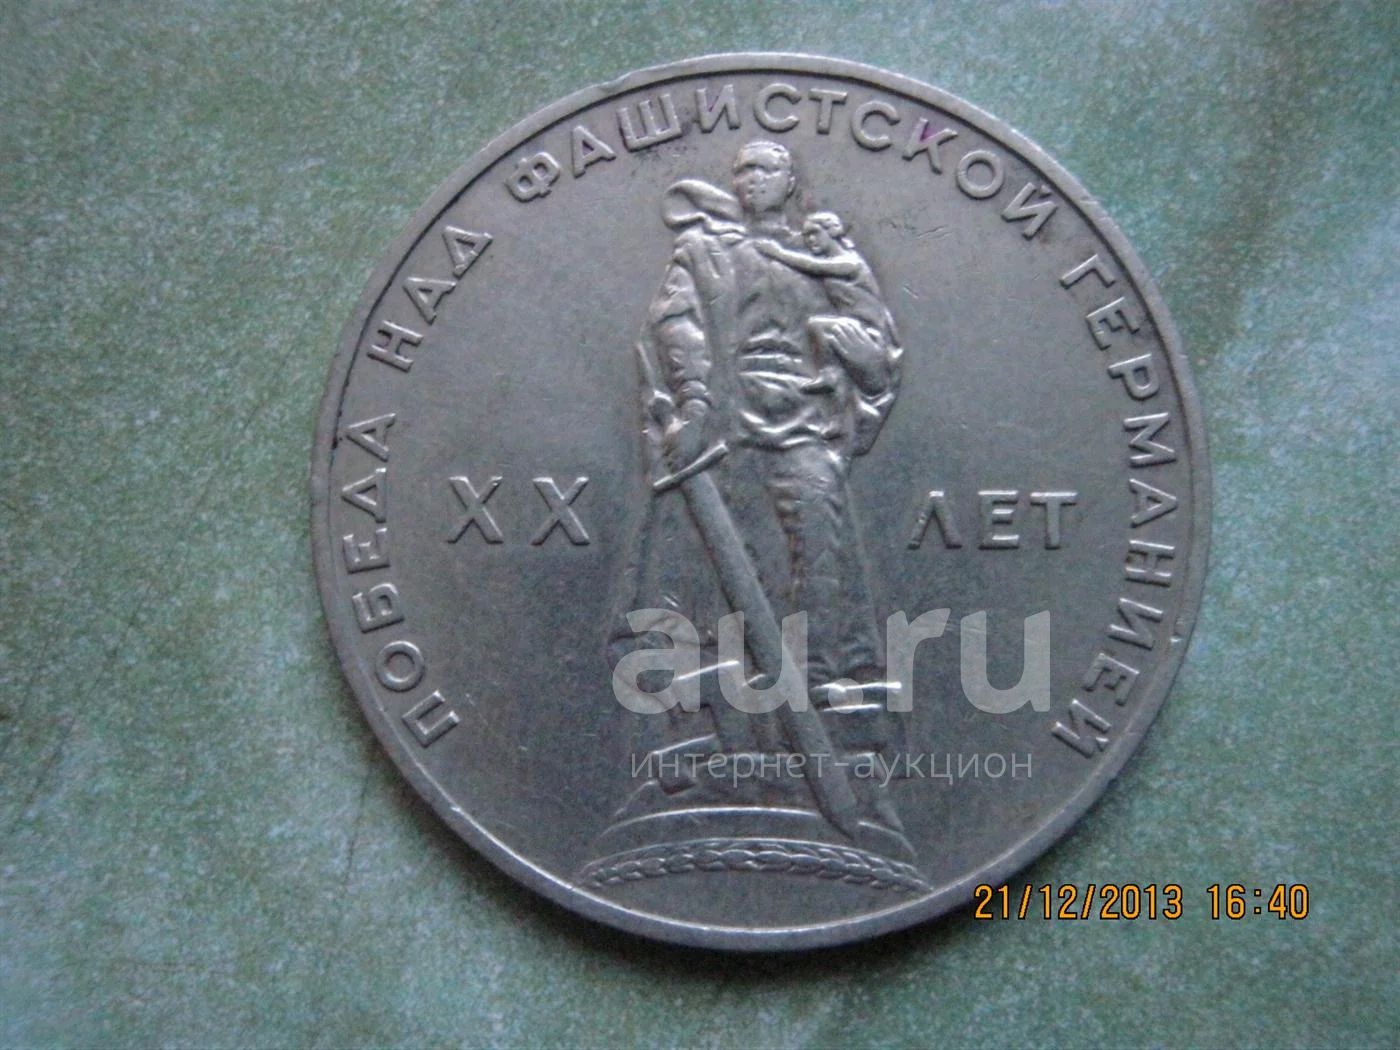 ПОБЕДА НАД ФАШИСТСКОЙ ГЕРМАНИЕЙ
XX ЛЕТ
au.ru
интернет-аукцион
21/12/2013 16:40